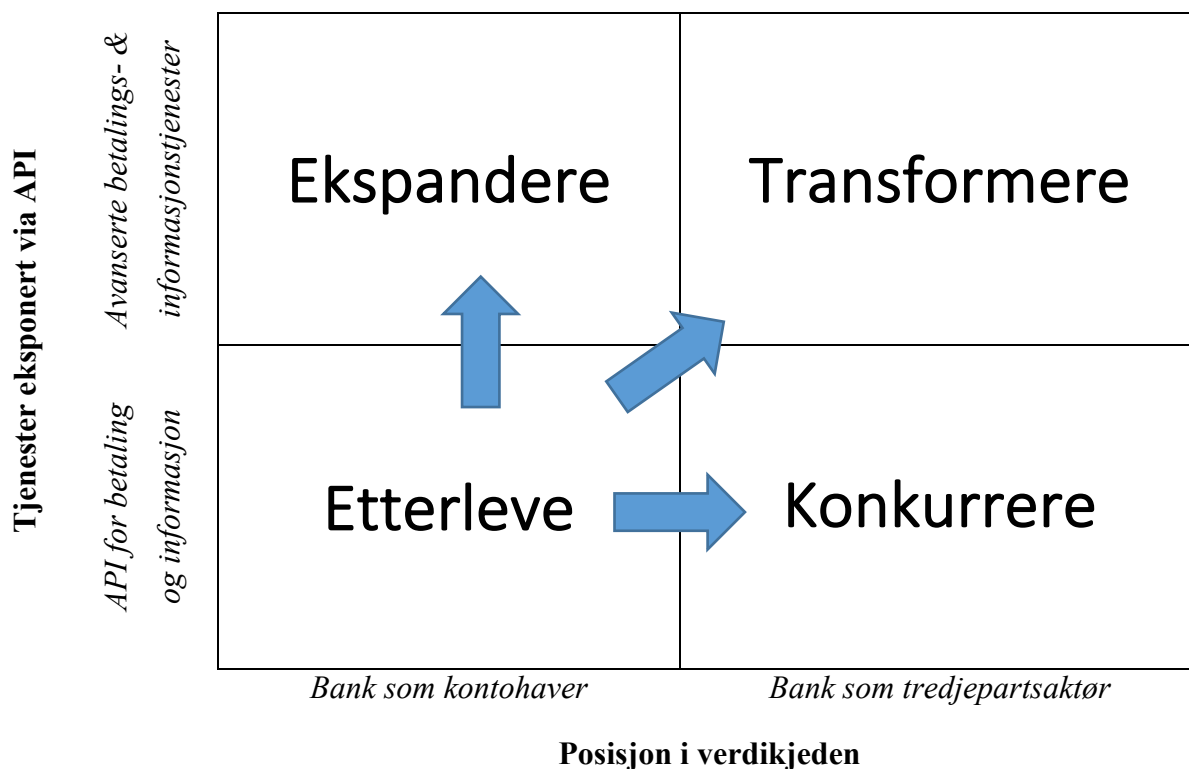 Tjenester eksponert via API
Avanserte betalings- &
informasjonstjenester
API for betaling
og informasjon
Ekspandere
Transformere
Etterleve
Konkurrere
Bank som kontohaver
Bank som tredjepartsaktør
Posisjon i verdikjeden